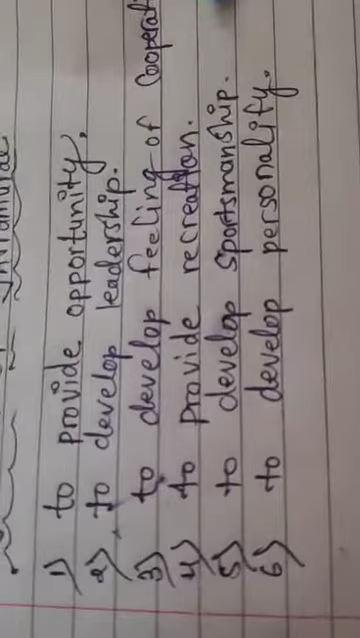 Intramural
1) to provide opportunity.
2) to develop leadership.
3) to develop feeling of
4) to provide recreation.
5) to develop sportsmanship.
6) to develop personality.